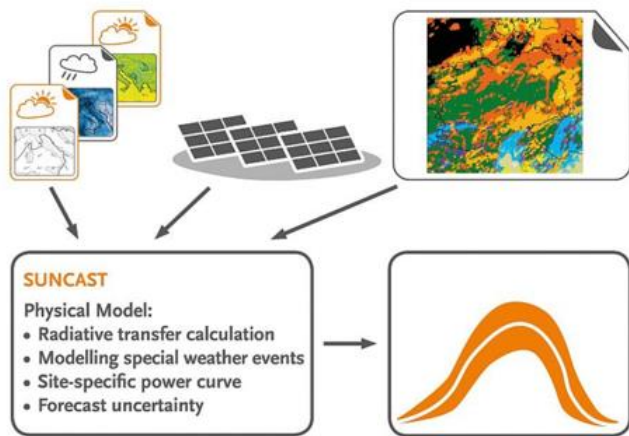 SUNCAST
Physical Model:
• Radiative transfer calculation
• Modelling special weather events
• Site-specific power curve
• Forecast uncertainty